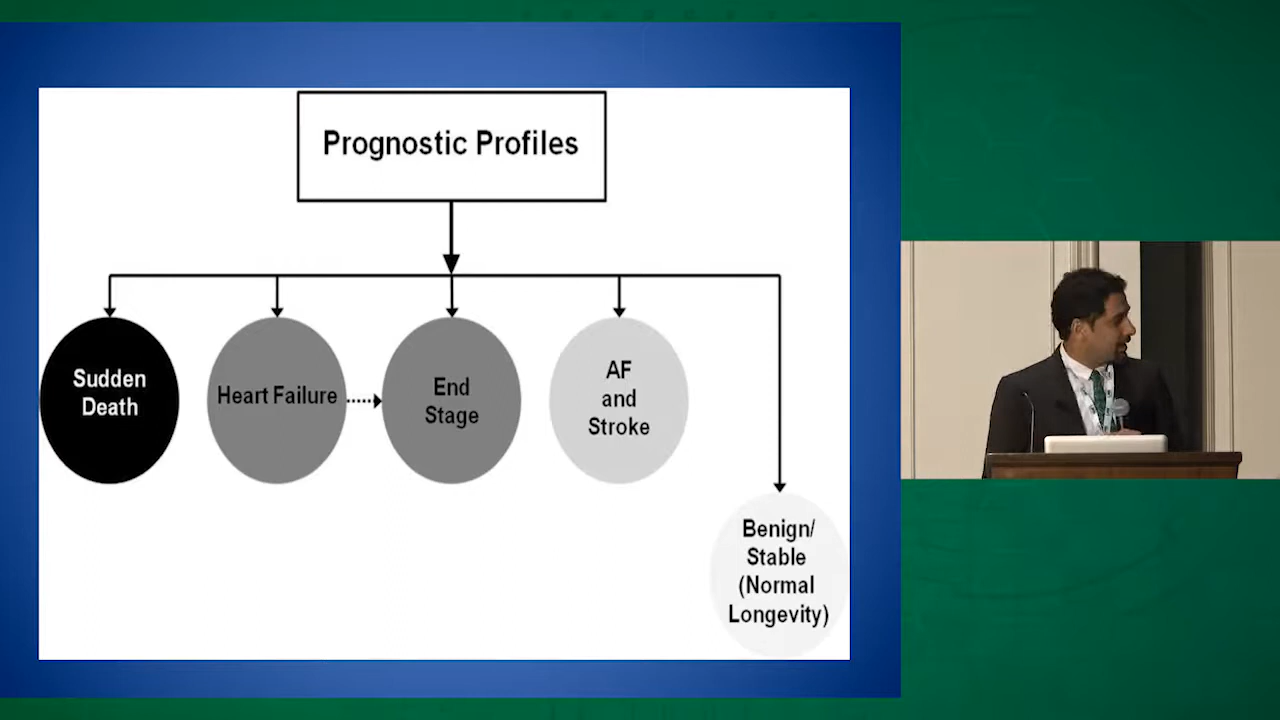 Prognostic Profiles
Sudden
Death
Heart Failure
End
Stage
AF
and
Stroke
Benign/
Stable
(Normal
Longevity)